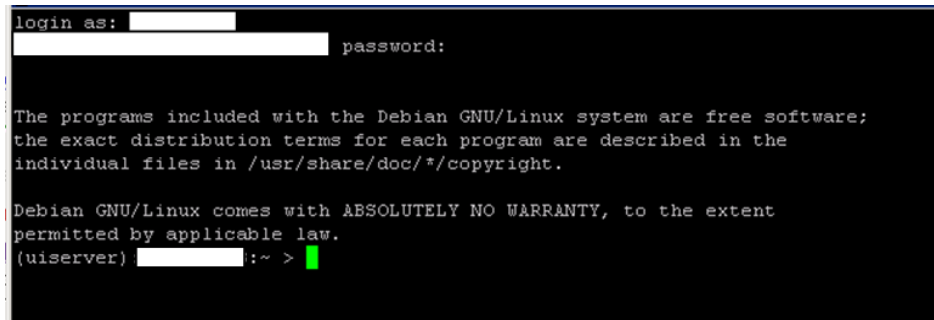 login as:
password:
The programs included with the Debian GNU/Linux system are free software;
the exact distribution terms for each program are described in the
individual files in /usr/share/doc/*/copyright.
Debian GNU/Linux comes with ABSOLUTELY NO WARRANTY, to the extent
permitted by applicable law.
(uiserver):         :~ >